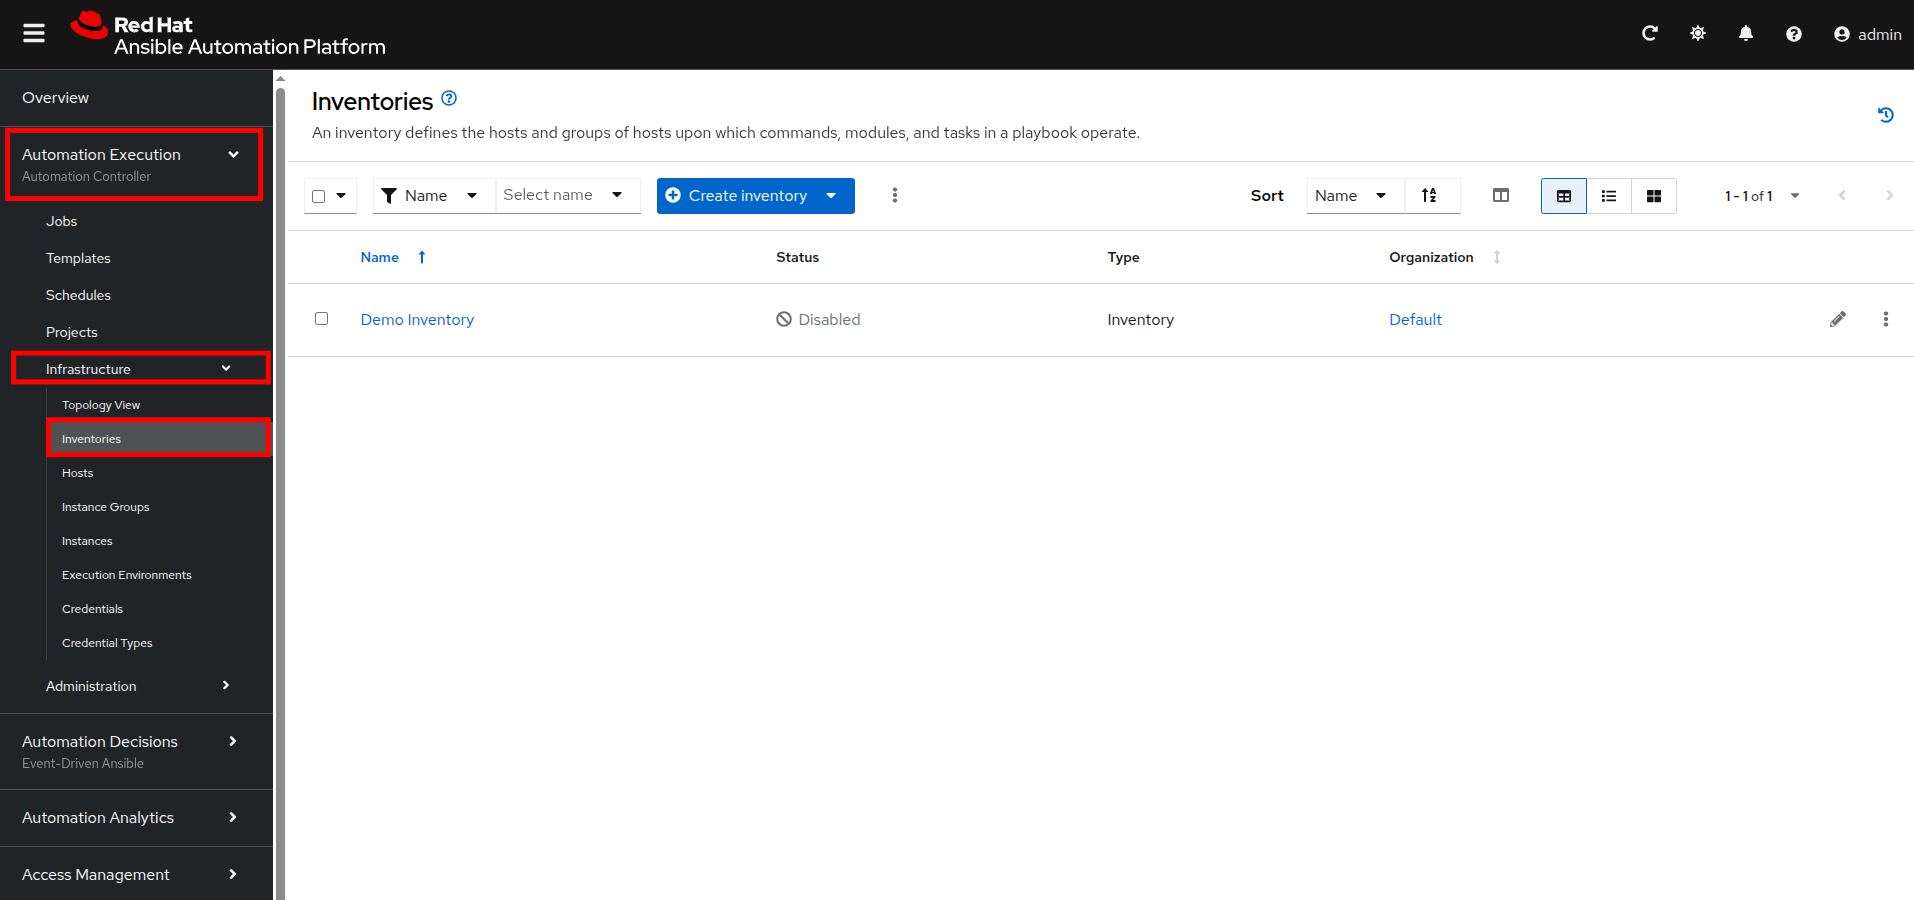 Red Hat
Ansible Automation Platform
admin
Overview
Automation Execution
Automation Controller
Jobs
Templates
Schedules
Projects
Infrastructure
Topology View
Inventories
Hosts
Instance Groups
Instances
Execution Environments
Credentials
Credential Types
Administration
Automation Decisions
Event-Driven Ansible
Automation Analytics
Access Management
Inventories
An inventory defines the hosts and groups of hosts upon which commands, modules, and tasks in a playbook operate.
Name Select name Create inventory Sort Name 1 - 1 of 1
Name Status Type Organization
Demo Inventory Disabled Inventory Default